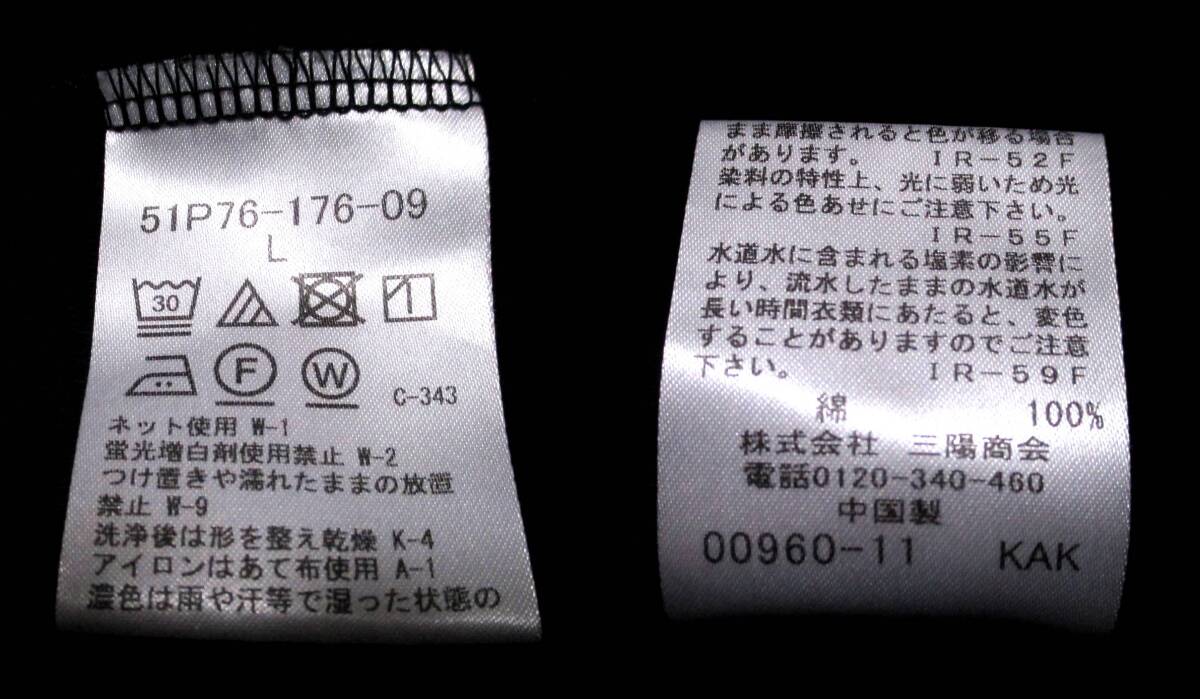 51P76-176-09
L
30
F
W
C-343
ネット使用 W-1
蛍光増白剤使用禁止 W-2
つけ置きや濡れたままの放置
禁止 W-9
洗浄後は形を整え乾燥 K-4
アイロンはあて布使用 A-1
濃色は雨や汗等で湿った状態の
まま摩擦されると色が移る場合
があります。 IR-52F
染料の特性上、光に弱いため光
による色あせにご注意下さい。
IR-55F
水道水に含まれる塩素の影響に
より、流水したままの水道水が
長い時間衣類にあたると、変色
することがありますのでご注意
下さい。 IR-59F
綿 100%
株式会社 三陽商会
電話0120-340-460
中国製
00960-11 KAK